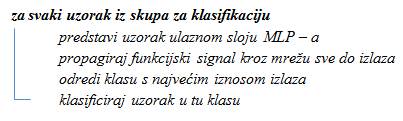 za svaki uzorak iz skupa za klasifikaciju
predstavi uzorak ulaznom sloju MLP – a
propagiraj funkcijski signal kroz mrežu sve do izlaza
odredi klasu s najvećim iznosom izlaza
klasificiraj uzorak u tu klasu